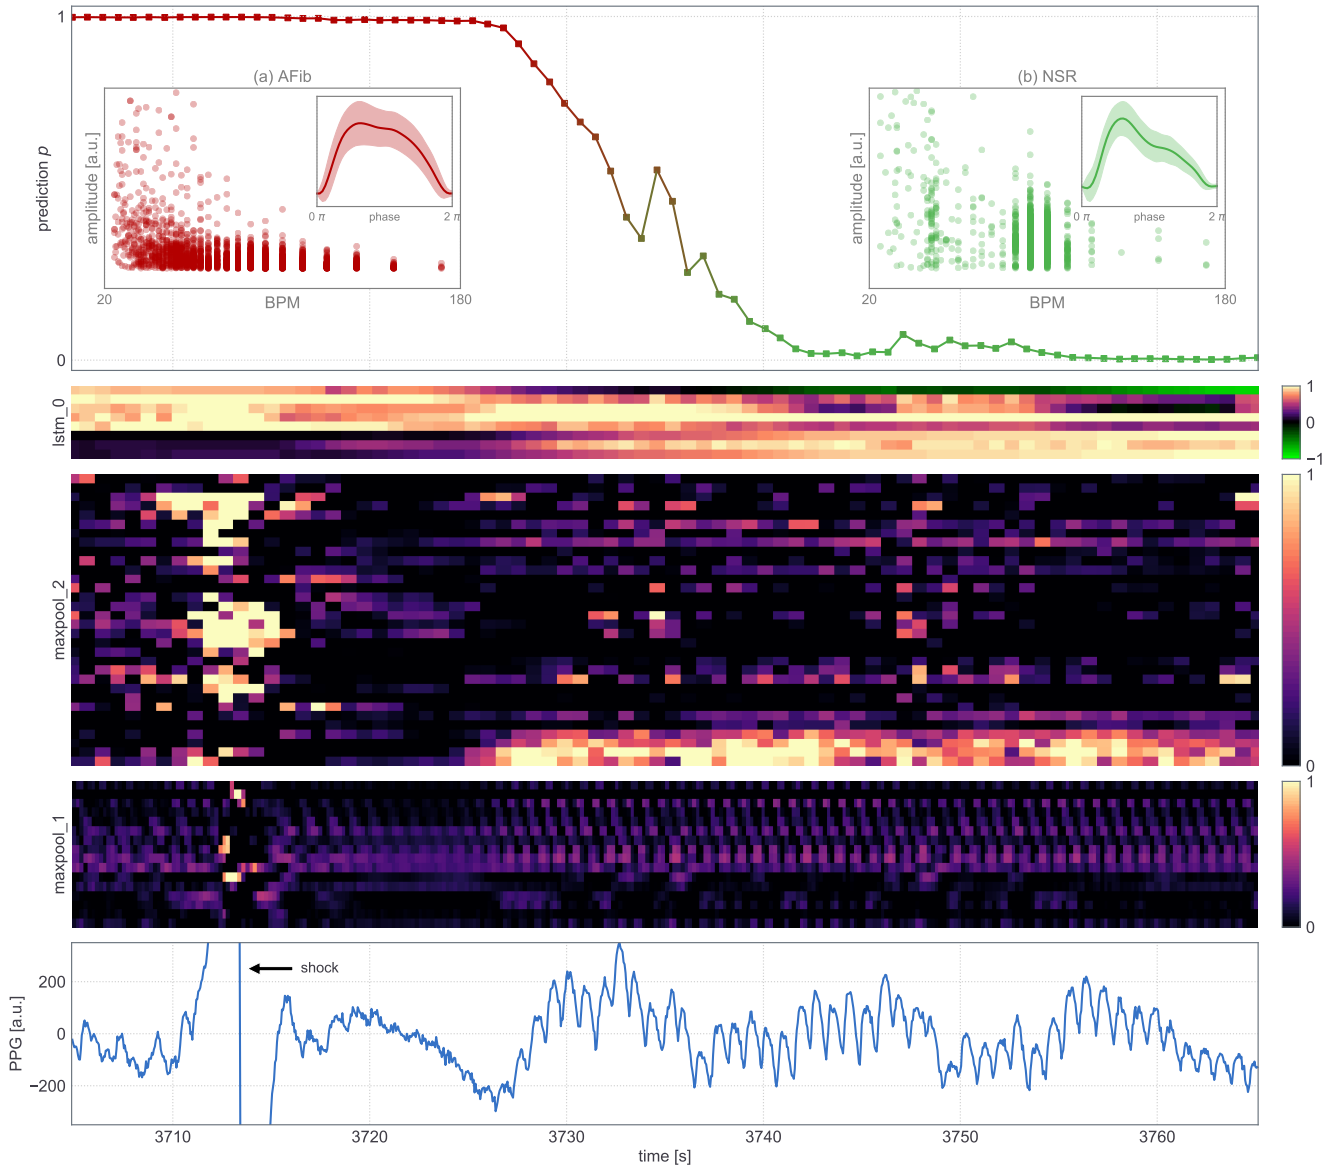 1
prediction p
0
(a) AFib
amplitude [a.u.]
0 π
phase
2 π
20
BPM
180
(b) NSR
amplitude [a.u.]
0 π
phase
2 π
20
BPM
180
lstm_0
1
0
−1
maxpool_2
1
0
maxpool_1
1
0
PPG [a.u.]
200
0
−200
shock
3710
3720
3730
3740
3750
3760
time [s]